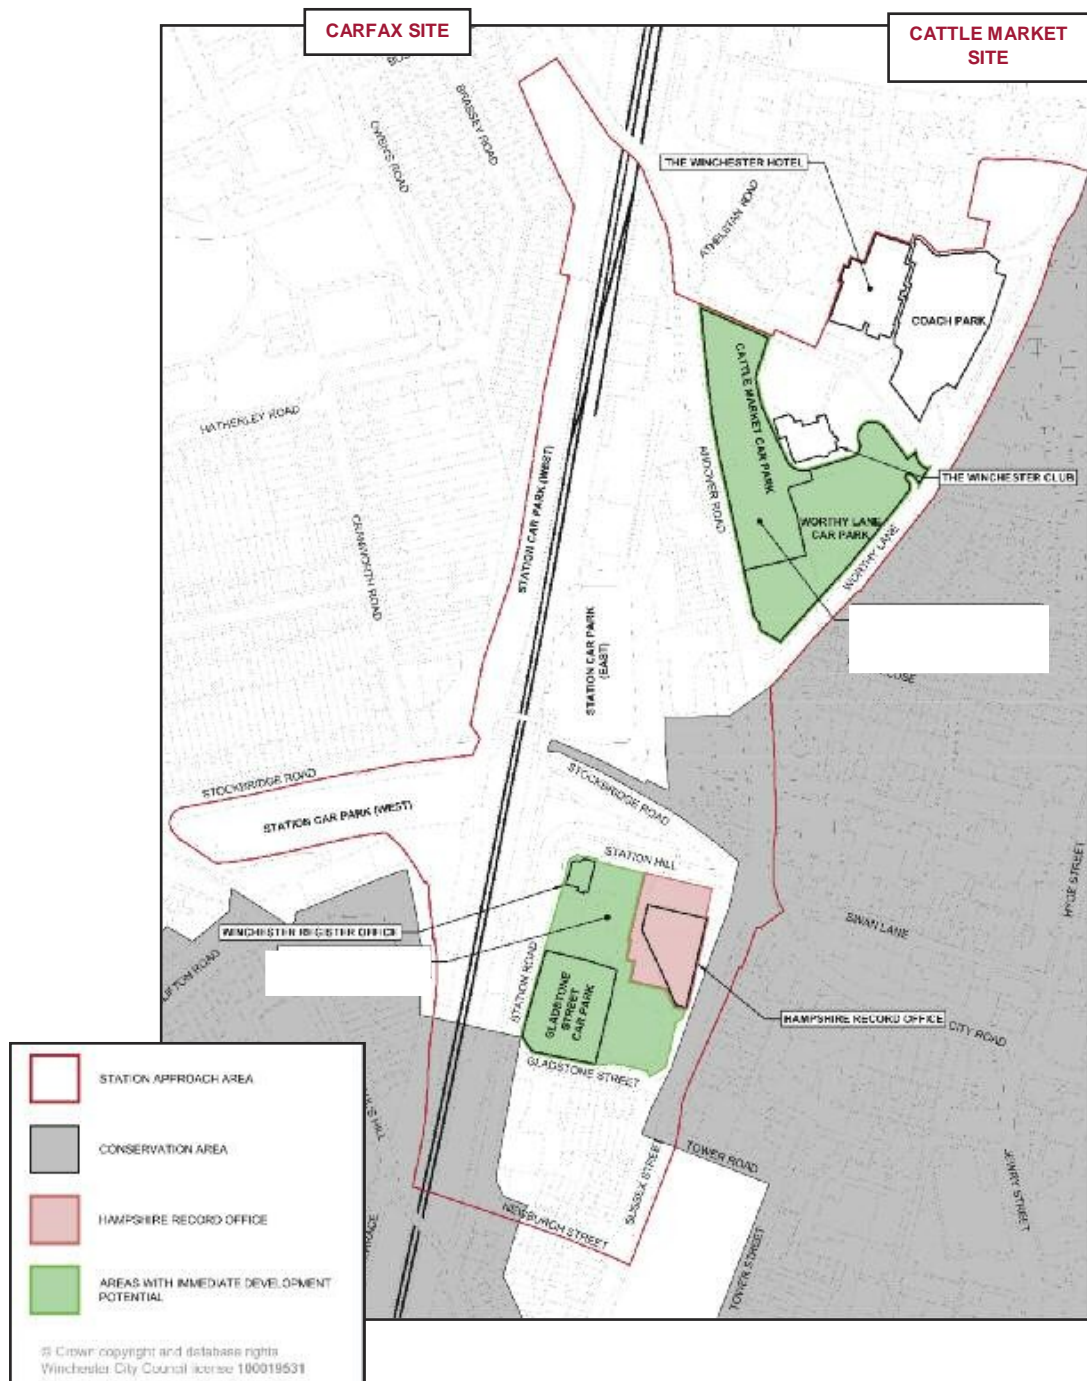 CARFAX SITE
CATTLE MARKET
SITE
BRASSEY ROAD
OWENS ROAD
THE WINCHESTER HOTEL
ATHELSTAN ROAD
COACH PARK
CATTLE MARKET CAR PARK
HATHERLEY ROAD
ANDOVER ROAD
THE WINCHESTER CLUB
STATION CAR PARK (WEST)
CRANWORTH ROAD
WORTHY LANE
CAR PARK
WORTHY LANE
STATION CAR PARK
(EAST)
STOCKBRIDGE ROAD
STATION CAR PARK (WEST)
STOCKBRIDGE ROAD
STATION HILL
HYDE STREET
SWAN LANE
WINCHESTER REGISTER OFFICE
STATION ROAD
GLADSTONE
STREET
CAR PARK
HAMPSHIRE RECORD OFFICE
CITY ROAD
GLADSTONE STREET
SUSSEX STREET
TOWER ROAD
JEWRY STREET
NEWBURGH STREET
TOWER STREET
STATION APPROACH AREA
CONSERVATION AREA
HAMPSHIRE RECORD OFFICE
AREAS WITH IMMEDIATE DEVELOPMENT
POTENTIAL
© Crown copyright and database rights
Winchester City Council license 100019531